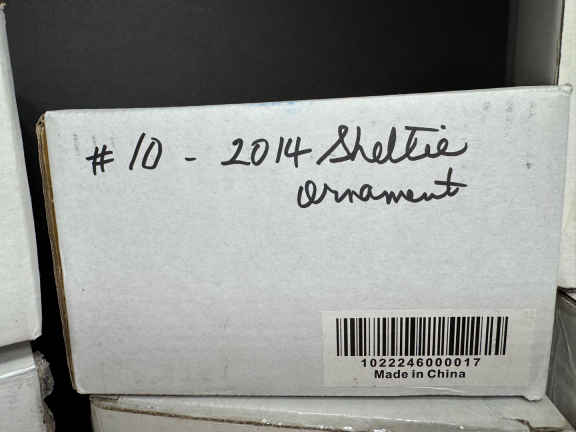 # 10 - 2014 Sheltie
Ornament
1022246000017
Made in China